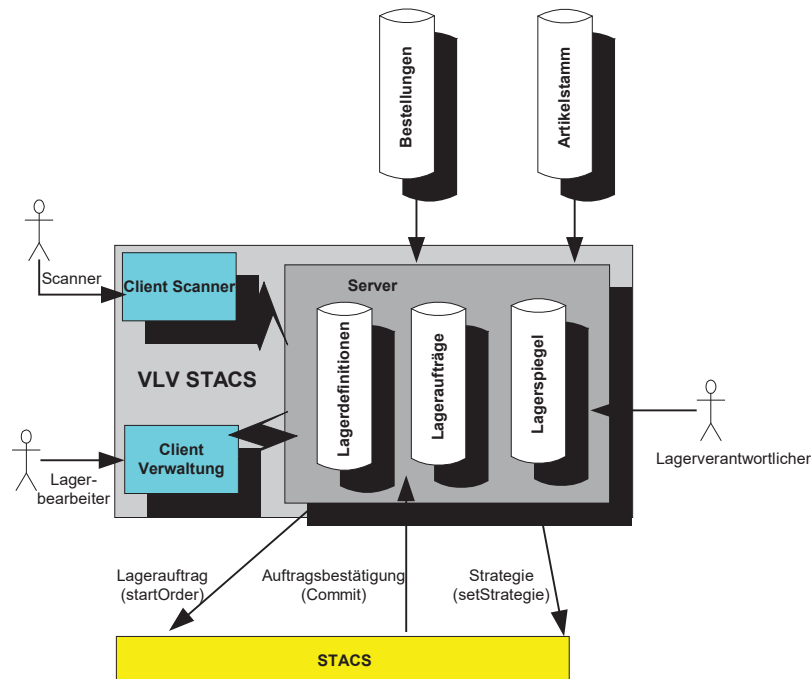 Bestellungen
Artikelstamm
Scanner
Client Scanner
Server
VLV STACS
Lagerdefinitionen
Lageraufträge
Lagerspiegel
Client
Verwaltung
Lager-
bearbeiter
Lagerverantwortlicher
Lagerauftrag
(startOrder)
Auftragsbestätigung
(Commit)
Strategie
(setStrategie)
STACS